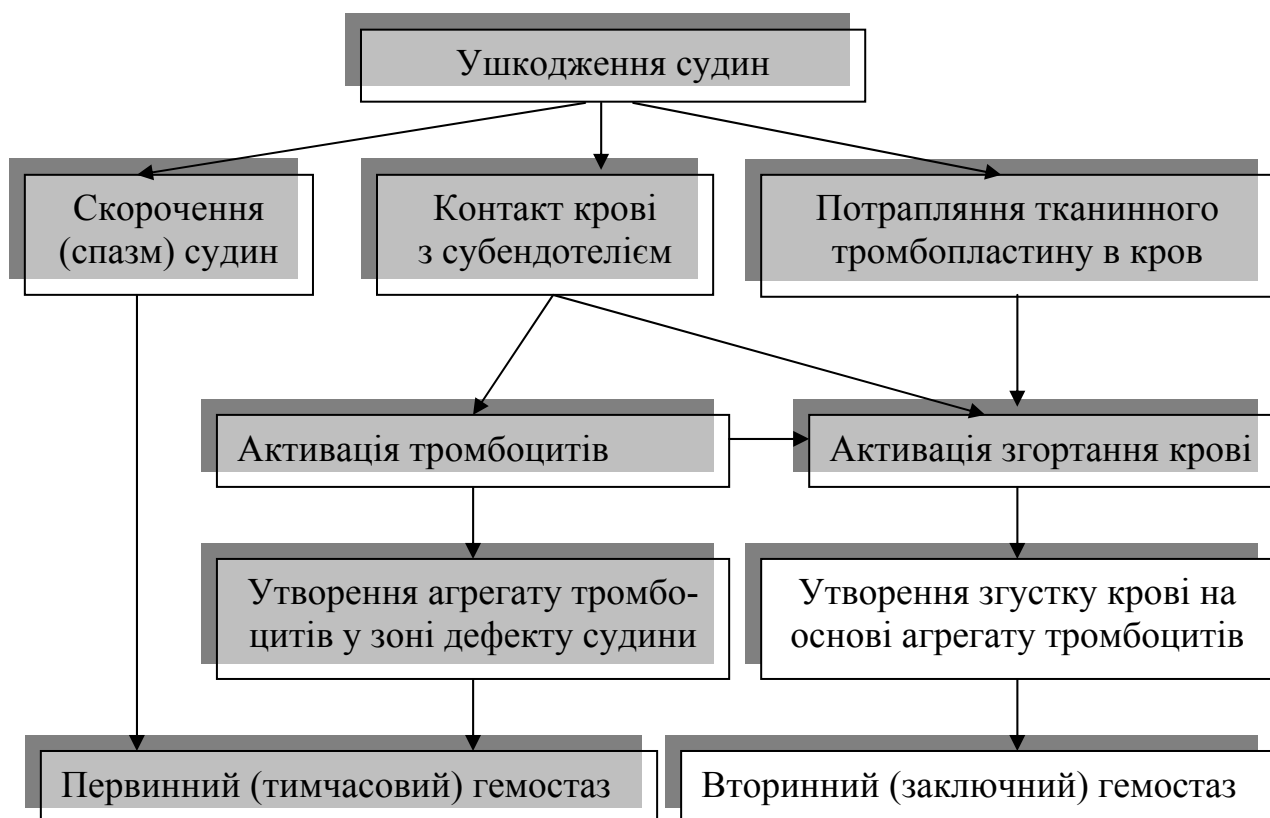 Ушкодження судин
Скорочення
(спазм) судин
Контакт крові
з субендотелієм
Потрапляння тканинного
тромбопластину в кров
Активація тромбоцитів
Активація згортання крові
Утворення агрегату тромбо-
цитів у зоні дефекту судини
Утворення згустку крові на
основі агрегату тромбоцитів
Первинний (тимчасовий) гемостаз
Вторинний (заключний) гемостаз